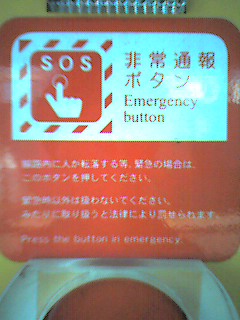 SOS
非常通報
ボタン
Emergency
button
線路内に人が転落する等、緊急の場合は、
このボタンを押してください。
緊急時以外は扱わないでください。
みだりに取り扱うと法律により罰せられます。
Press the button in emergency.